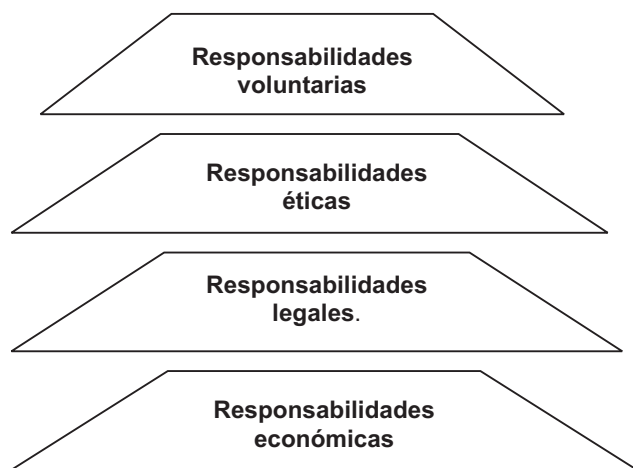 Responsabilidades
voluntarias
Responsabilidades
éticas
Responsabilidades
legales.
Responsabilidades
económicas